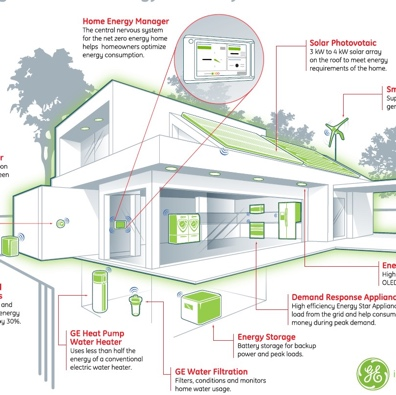 Home Energy Manager
The central nervous system
for the net zero energy home
helps homeowners optimize
energy consumption.
Solar Photovotaic
3 kW to 4 kW solar array
on the roof to meet energy
requirements of the home.
Sm
Sup
gen
r
on
een
s
and
energy
y 30%.
GE Heat Pump
Water Heater
Uses less than half the
energy of a conventional
electric water heater.
GE Water Filtration
Filters, conditions and monitors
home water usage.
Energy Storage
Battery storage for backup
power and peak loads.
Demand Response Applianc
High efficiency Energy Star Applian
load from the grid and help consum
money during peak demand.
Ene
High
OLED
GE